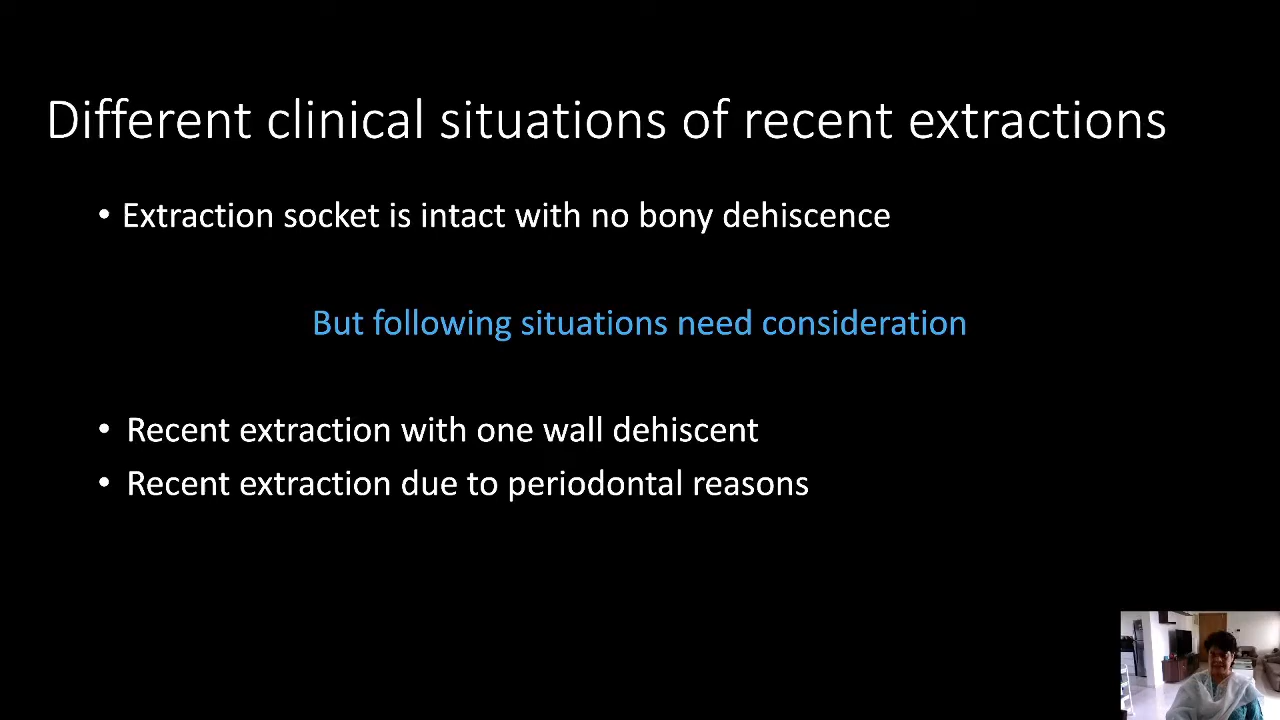 Different clinical situations of recent extractions
• Extraction socket is intact with no bony dehiscence
But following situations need consideration
• Recent extraction with one wall dehiscent
• Recent extraction due to periodontal reasons